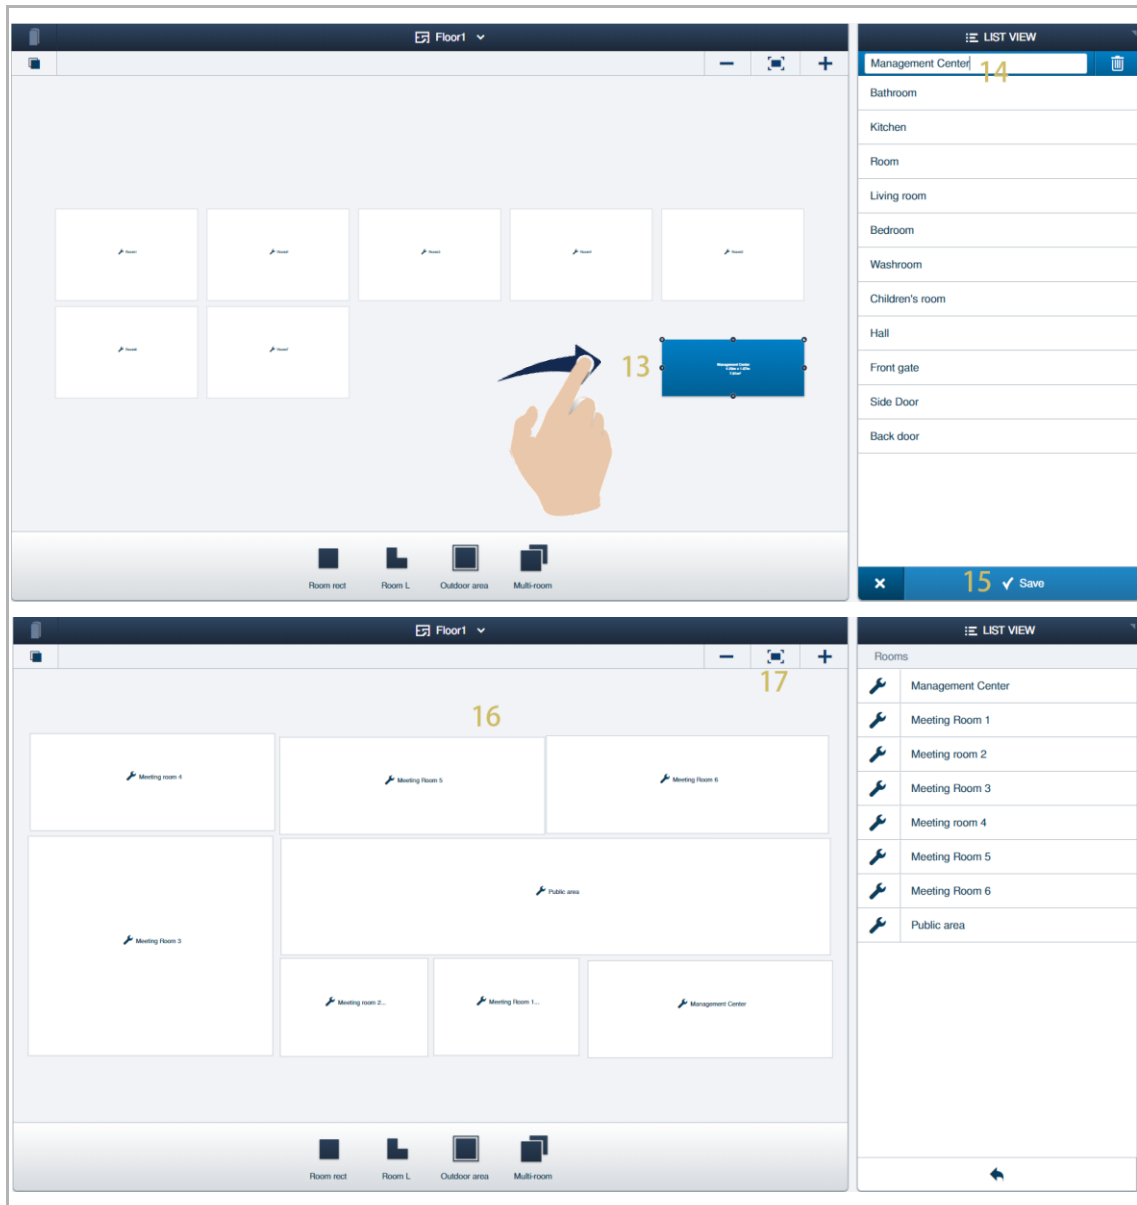 Floor1
LIST VIEW
Management Center
14
Bathroom
Kitchen
Room
Living room
Bedroom
Washroom
Children's room
Hall
Front gate
Side Door
Back door
13
Management Center
Room rect
Room L
Outdoor area
Multi-room
15
Save
Floor1
LIST VIEW
17
16
Meeting room 4
Meeting Room 5
Meeting Room 6
Public area
Meeting Room 3
Meeting room 2...
Meeting Room 1...
Management Center
Room rect
Room L
Outdoor area
Multi-room
Rooms
Management Center
Meeting Room 1
Meeting room 2
Meeting Room 3
Meeting room 4
Meeting Room 5
Meeting Room 6
Public area